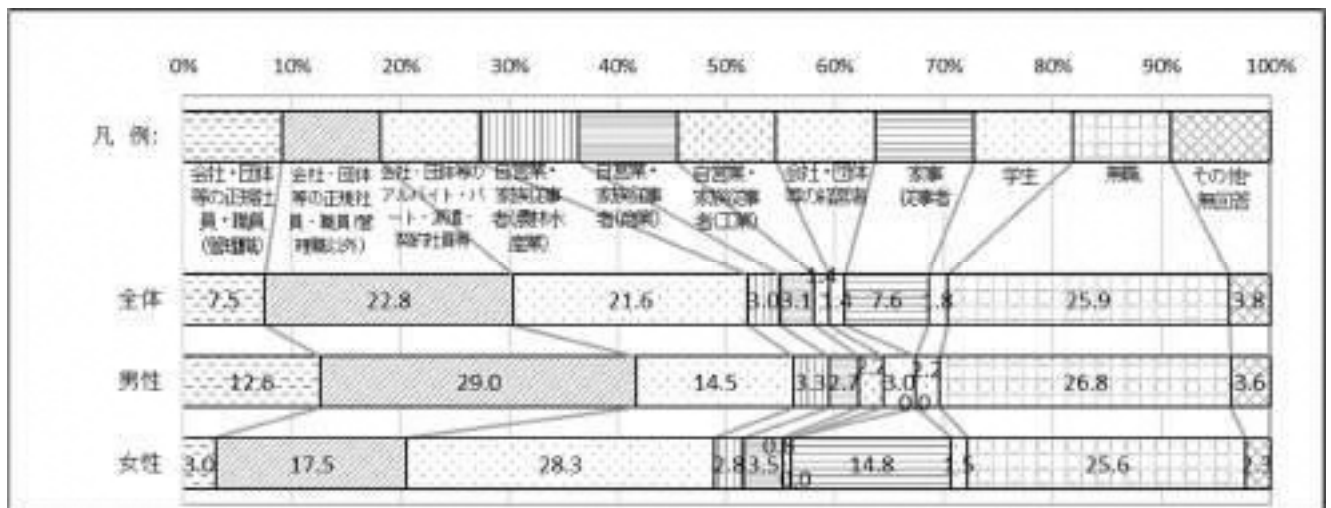 0% 10% 20% 30% 40% 50% 60% 70% 80% 90% 100%
凡 例:
会社・団体等の正規社員・職員(管理職)
会社・団体等の正規社員・職員(管理職以外)
会社・団体等のアルバイト・パート・派遣・契約社員等
自営業・家族従事者(農林水産業)
自営業・家族従事者(商業)
自営業・家族従事者(工業)
会社・団体等の経営者
家事従事者
学生
無職
その他・無回答
全体 7.5 22.8 21.6 3.0 3.1 1.4 1.4 7.6 1.8 25.9 3.8
男性 12.6 29.0 14.5 3.3 2.7 2.2 3.0 0.0 2.2 26.8 3.6
女性 3.0 17.5 28.3 2.8 3.5 14.8 1.5 25.6 2.3